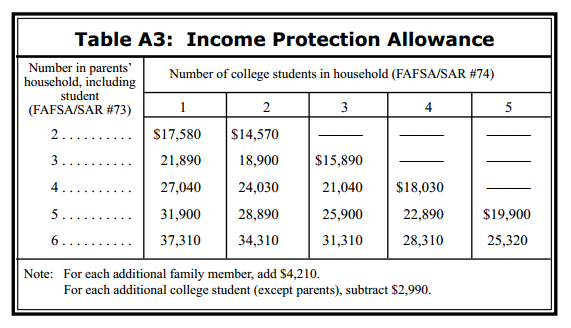 Table A3: Income Protection Allowance
Number in parents'
household, including
student
(FAFSA/SAR #73)
Number of college students in household (FAFSA/SAR #74)
1 2 3 4 5
2 . . . . . . . . . . $17,580 $14,570 —— —— ——
3 . . . . . . . . . . 21,890 18,900 $15,890 —— ——
4 . . . . . . . . . . 27,040 24,030 21,040 $18,030 ——
5 . . . . . . . . . . 31,900 28,890 25,900 22,890 $19,900
6 . . . . . . . . . . 37,310 34,310 31,310 28,310 25,320
Note: For each additional family member, add $4,210.
For each additional college student (except parents), subtract $2,990.